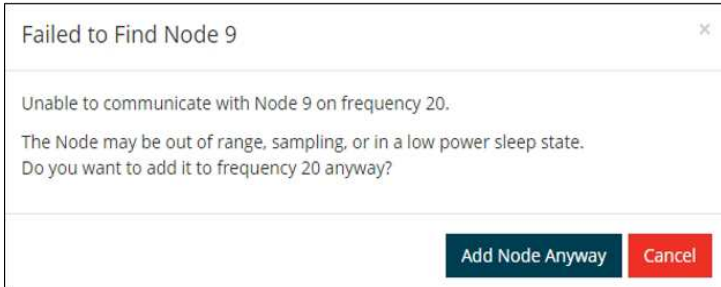 Failed to Find Node 9
×
Unable to communicate with Node 9 on frequency 20.
The Node may be out of range, sampling, or in a low power sleep state.
Do you want to add it to frequency 20 anyway?
Add Node Anyway
Cancel